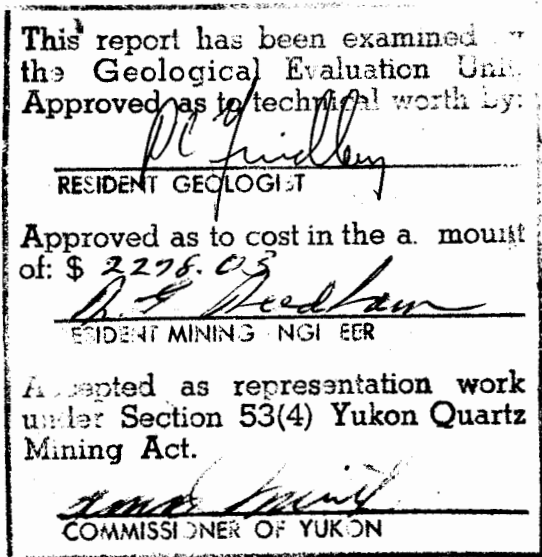 This report has been examined
the Geological Evaluation Unit
Approved as to technical worth by:
RESIDENT GEOLOGIST
Approved as to cost in the amount
of: $ 2278.03
RESIDENT MINING ENGINEER
Accepted as representation work
under Section 53(4) Yukon Quartz
Mining Act.
COMMISSIONER OF YUKON